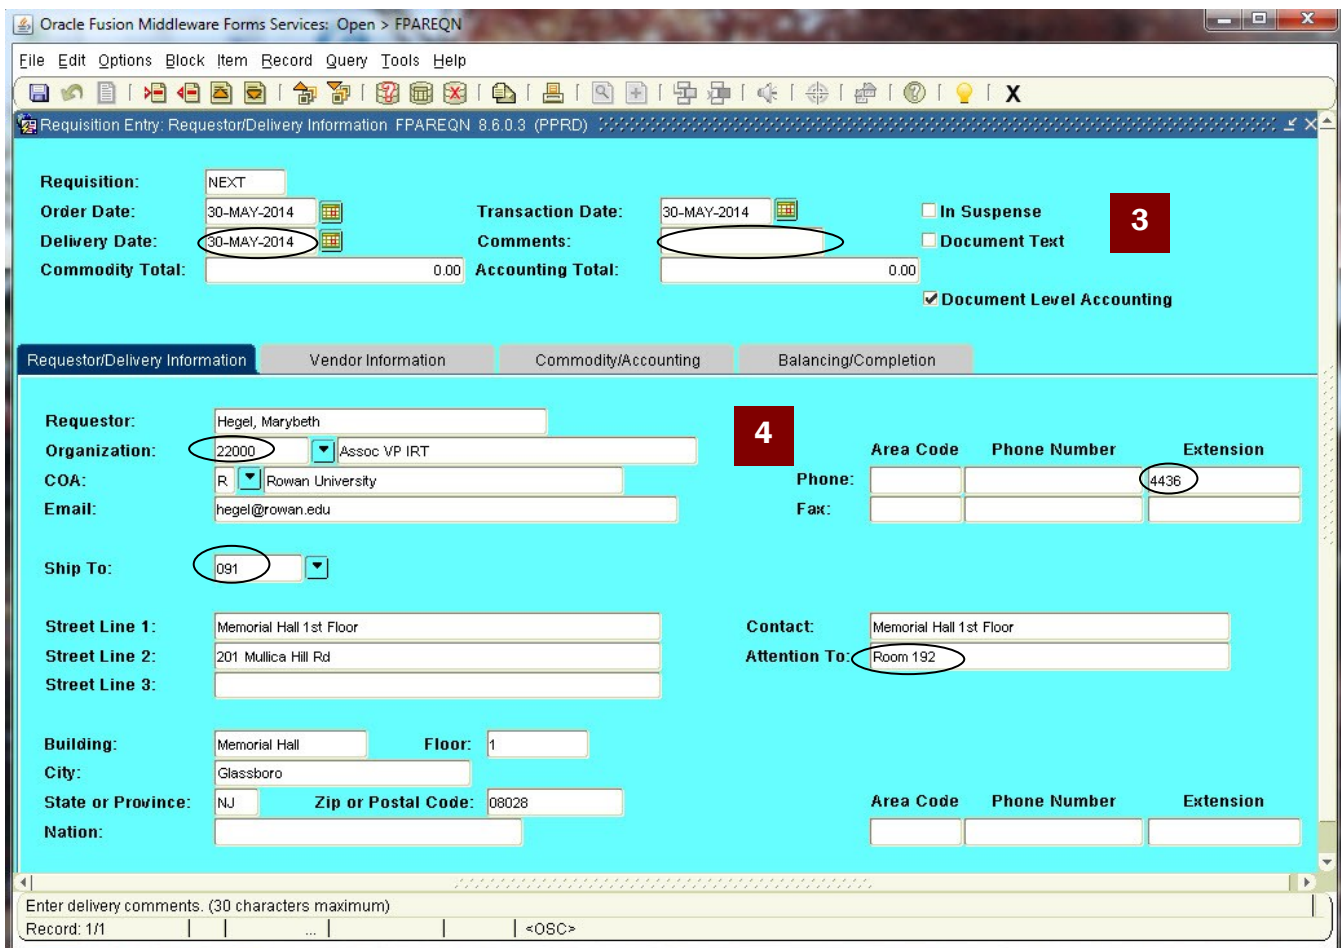 Oracle Fusion Middleware Forms Services: Open > FPAREQN
File Edit Options Block Item Record Query Tools Help
X
Requisition Entry: Requestor/Delivery Information FPAREQN 8.6.0.3 (PPRD)
Requisition: NEXT
Order Date: 30-MAY-2014 Transaction Date: 30-MAY-2014 In Suspense
3
Delivery Date: 30-MAY-2014 Comments: Document Text
Commodity Total: 0.00 Accounting Total: 0.00
Document Level Accounting
Requestor/Delivery Information Vendor Information Commodity/Accounting Balancing/Completion
Requestor: Hegel, Marybeth
4
Organization: 22000 Assoc VP IRT Area Code Phone Number Extension
COA: R Rowan University Phone: 4436
Email: hegel@rowan.edu Fax:
Ship To: 091
Street Line 1: Memorial Hall 1st Floor Contact: Memorial Hall 1st Floor
Street Line 2: 201 Mullica Hill Rd Attention To: Room 192
Street Line 3:
Building: Memorial Hall Floor: 1
City: Glassboro
State or Province: NJ Zip or Postal Code: 08028 Area Code Phone Number Extension
Nation:
Enter delivery comments. (30 characters maximum)
Record: 1/1 ... <OSC>